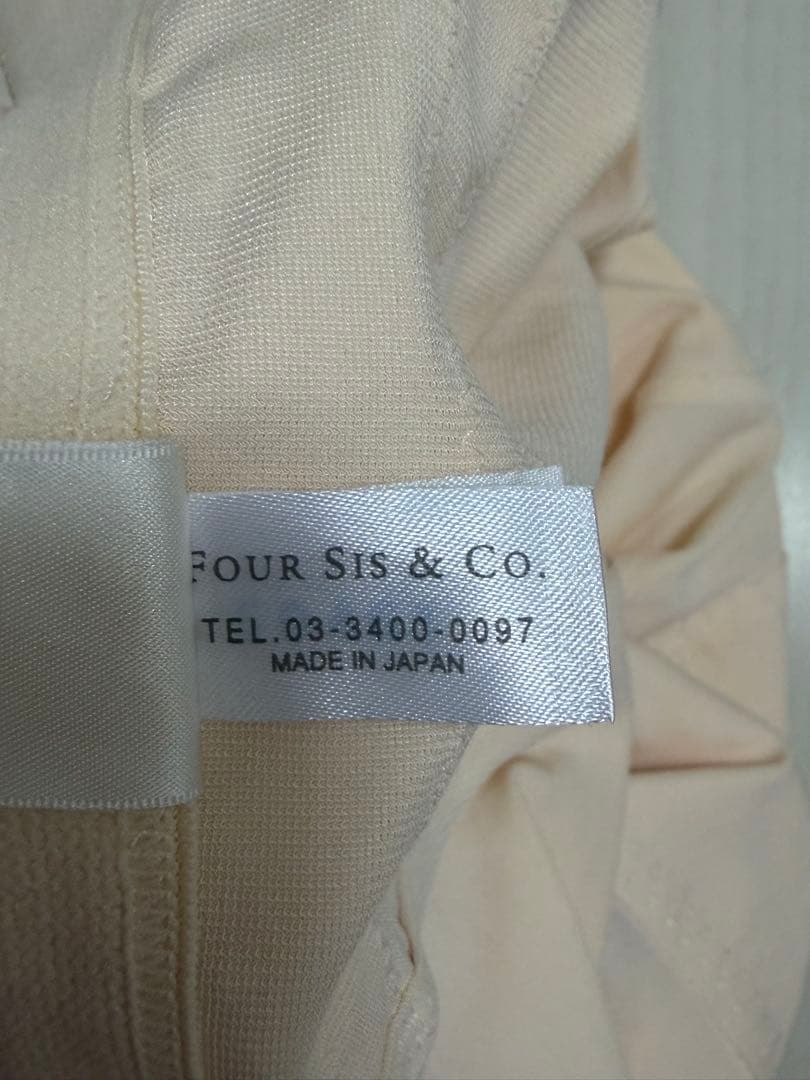 FOUR SIS & CO.
TEL.03-3400-0097
MADE IN JAPAN